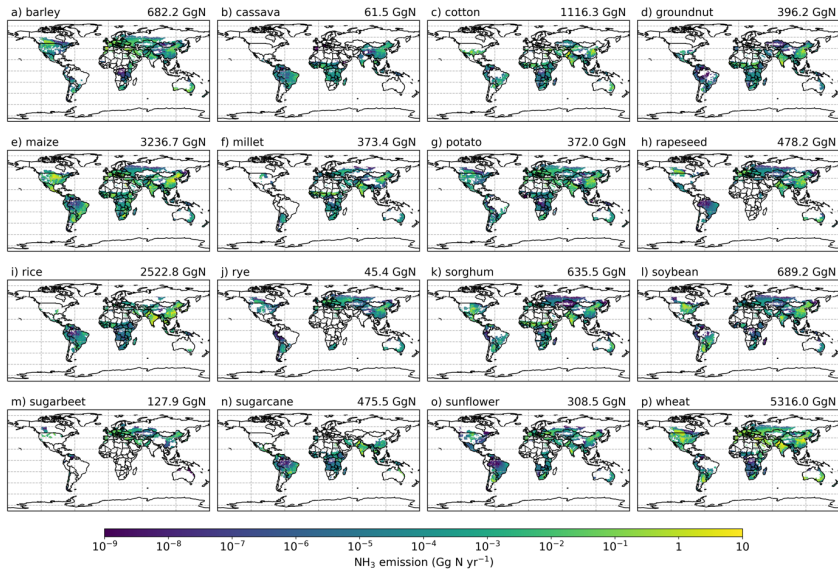 a) barley 682.2 GgN
b) cassava 61.5 GgN
c) cotton 1116.3 GgN
d) groundnut 396.2 GgN
e) maize 3236.7 GgN
f) millet 373.4 GgN
g) potato 372.0 GgN
h) rapeseed 478.2 GgN
i) rice 2522.8 GgN
j) rye 45.4 GgN
k) sorghum 635.5 GgN
l) soybean 689.2 GgN
m) sugarbeet 127.9 GgN
n) sugarcane 475.5 GgN
o) sunflower 308.5 GgN
p) wheat 5316.0 GgN
10⁻⁹ 10⁻⁸ 10⁻⁷ 10⁻⁶ 10⁻⁵ 10⁻⁴ 10⁻³ 10⁻² 10⁻¹ 1 10
NH₃ emission (Gg N yr⁻¹)